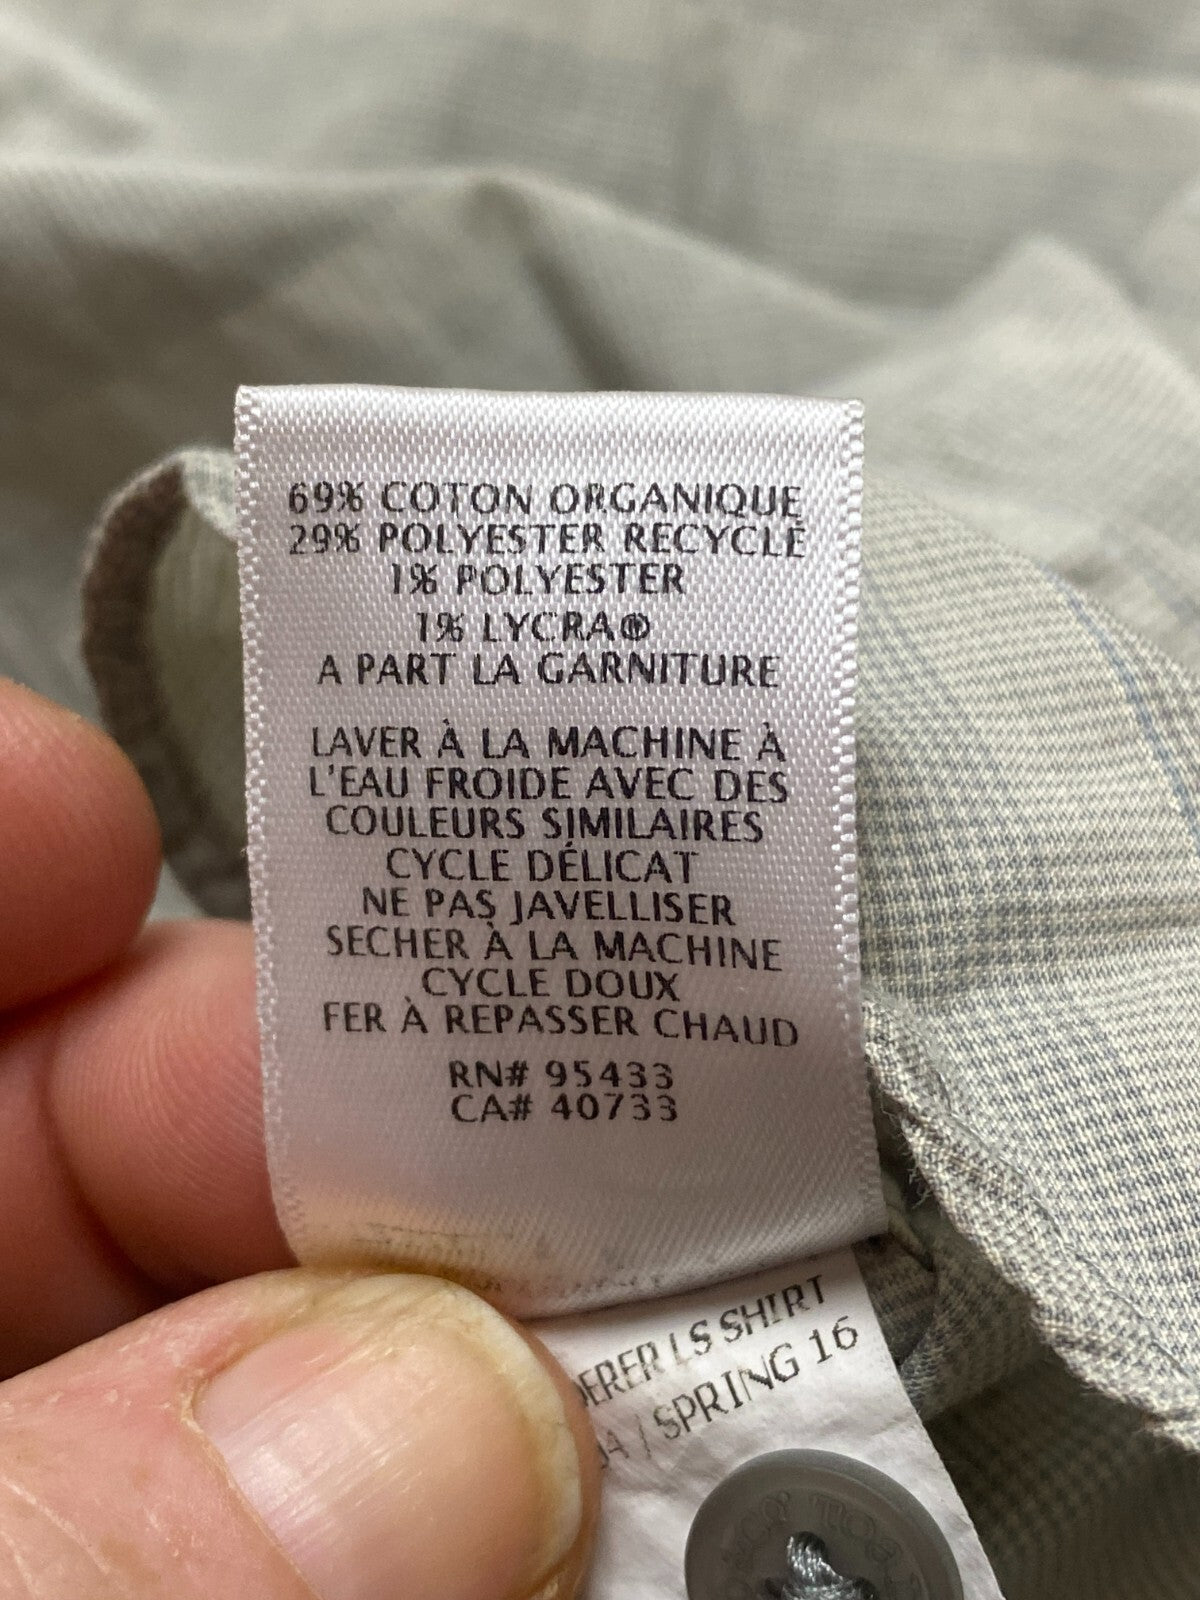 69% COTON ORGANIQUE
29% POLYESTER RECYCLÉ
1% POLYESTER
1% LYCRA®
A PART LA GARNITURE
LAVER À LA MACHINE À
L'EAU FROIDE AVEC DES
COULEURS SIMILAIRES
CYCLE DÉLICAT
NE PAS JAVELLISER
SECHER À LA MACHINE
CYCLE DOUX
FER À REPASSER CHAUD
RN# 95433
CA# 40733
LS SHIRT
/ SPRING 16